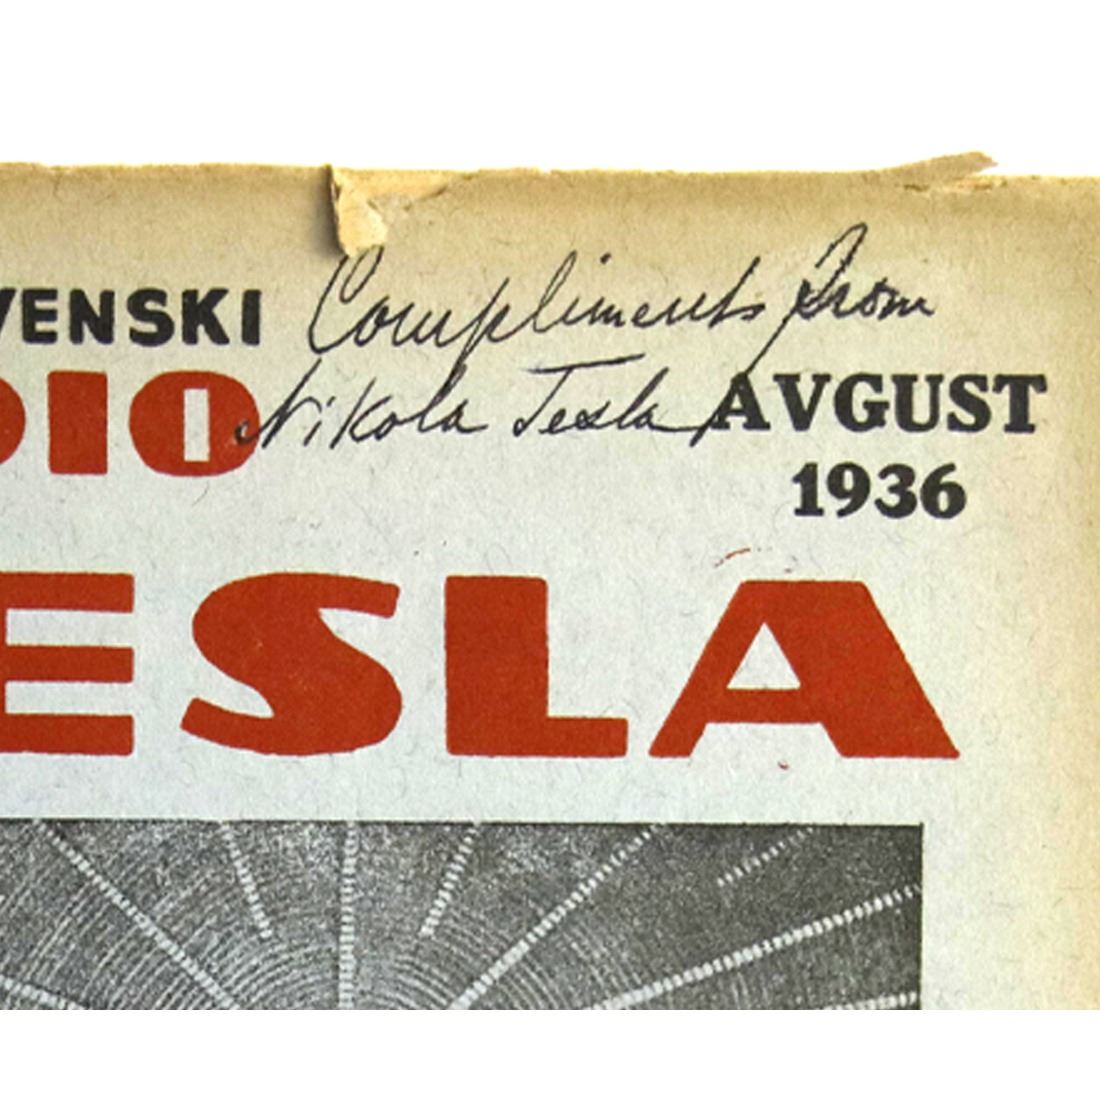 VENSKI
Compliments from
DIO
Nikola Tesla
AVGUST
1936
ESLA